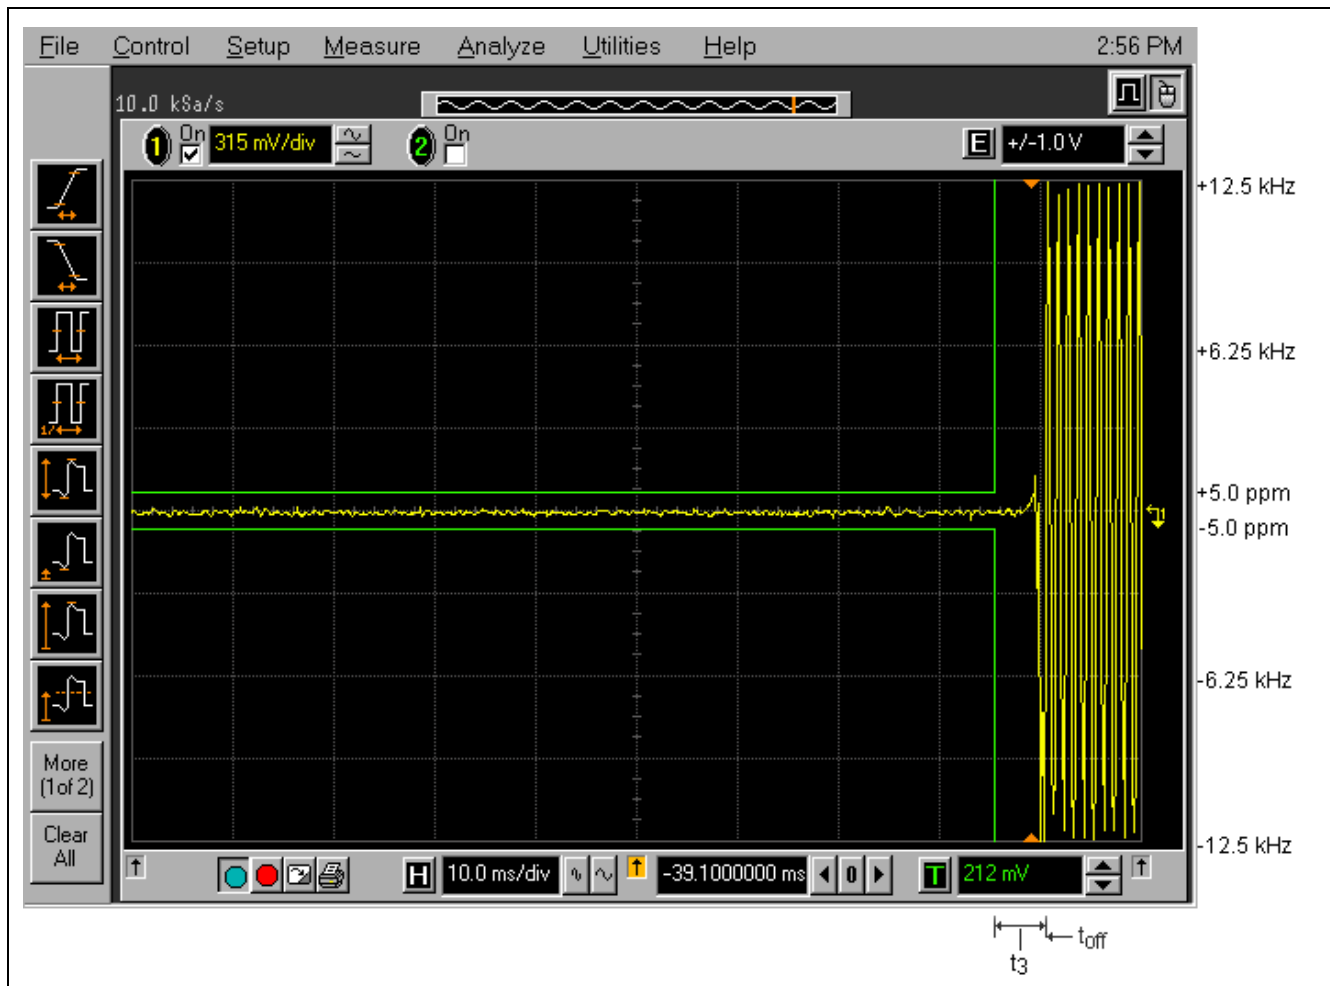 File Control Setup Measure Analyze Utilities Help 2:56 PM
10.0 kSa/s
1 On 315 mV/div 2 On E +/-1.0 V
+12.5 kHz
+6.25 kHz
+5.0 ppm
-5.0 ppm
-6.25 kHz
-12.5 kHz
1/
More
(1of 2)
Clear
All
H 10.0 ms/div -39.1000000 ms 0 T 212 mV
toff
t3